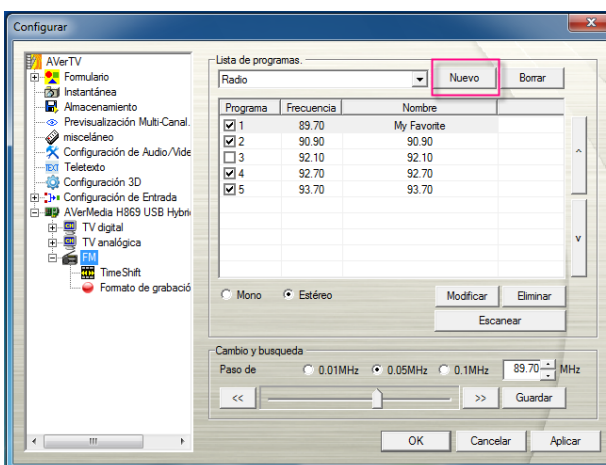 Configurar
AVerTV
Formulario
Instantánea
Almacenamiento
Previsualización Multi-Canal.
misceláneo
Configuración de Audio/Vide
TEXT Teletexto
Configuración 3D
Configuración de Entrada
AVerMedia H869 USB Hybri
TV digital
TV analógica
FM
TimeShift
Formato de grabació
Lista de programas.
Radio Nuevo Borrar
Programa Frecuencia Nombre
1 89.70 My Favorite
2 90.90 90.90
3 92.10 92.10
4 92.70 92.70
5 93.70 93.70
Mono Estéreo Modificar Eliminar
Escanear
Cambio y busqueda
Paso de 0.01MHz 0.05MHz 0.1MHz 89.70 MHz
<< >> Guardar
OK Cancelar Aplicar